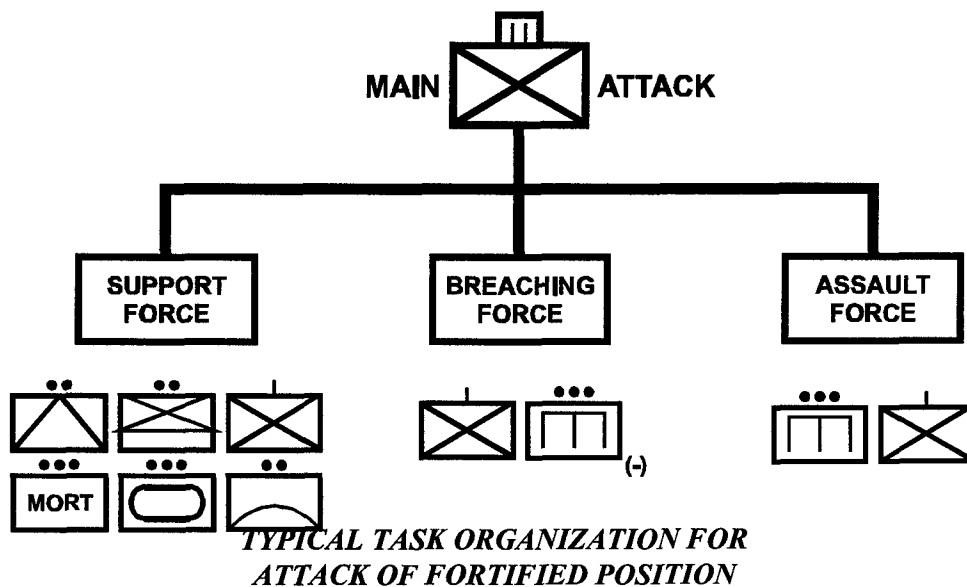 MAIN ATTACK
SUPPORT FORCE
BREACHING FORCE
ASSAULT FORCE
(-)
MORT
TYPICAL TASK ORGANIZATION FOR
ATTACK OF FORTIFIED POSITION